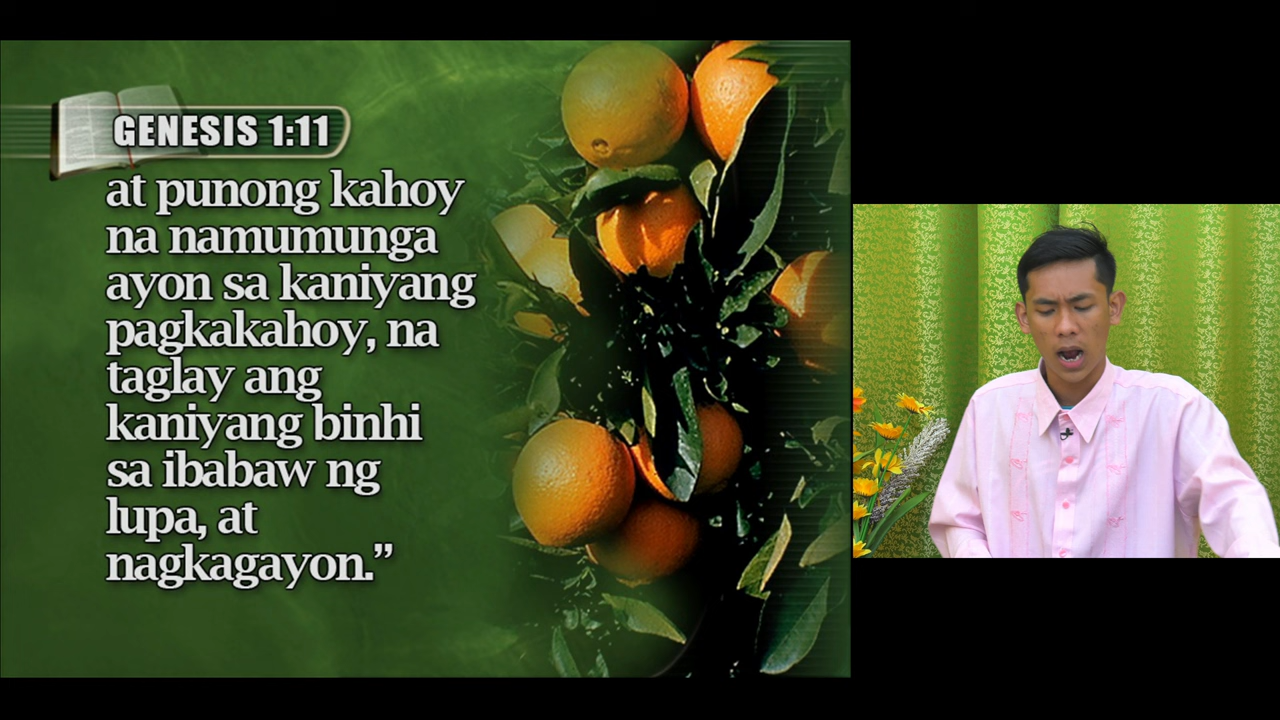 GENESIS 1:11
at punong kahoy
na namumunga
ayon sa kaniyang
pagkakahoy, na
taglay ang
kaniyang binhi
sa ibabaw ng
lupa, at
nagkagayon.”